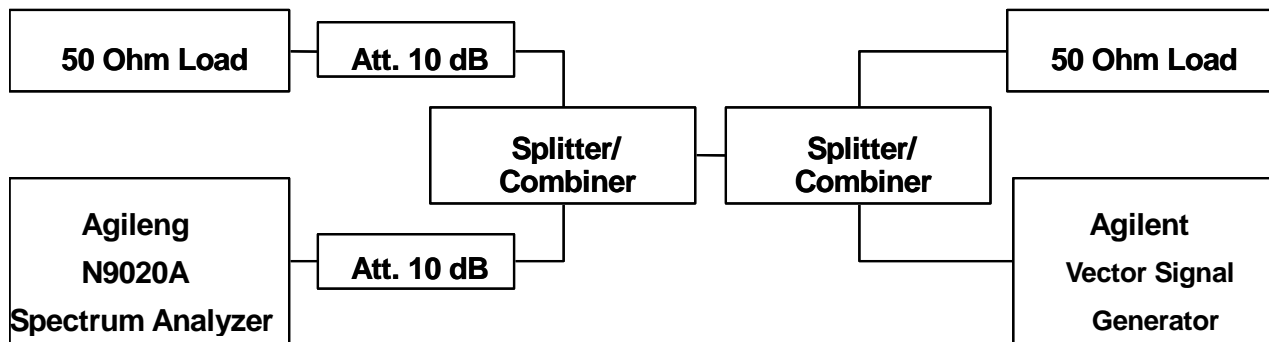 50 Ohm Load
Att. 10 dB
50 Ohm Load
Splitter/
Combiner
Splitter/
Combiner
Agileng
N9020A
Spectrum Analyzer
Att. 10 dB
Agilent
Vector Signal
Generator